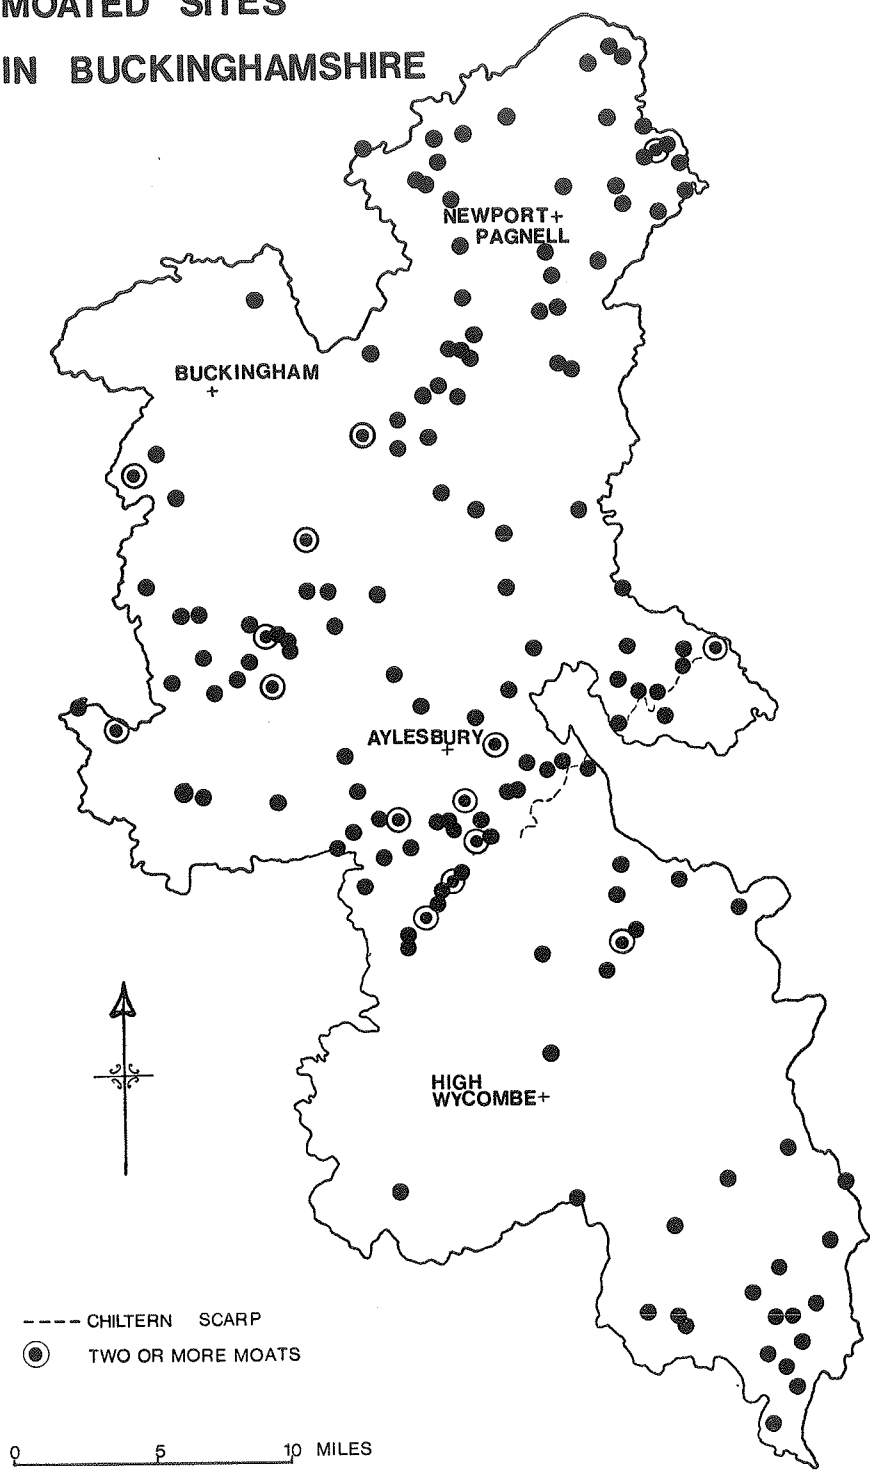 MOATED SITES
IN BUCKINGHAMSHIRE
NEWPORT+
PAGNELL
BUCKINGHAM
+
AYLESBURY
+
HIGH
WYCOMBE+
---- CHILTERN SCARP
TWO OR MORE MOATS
0 5 10 MILES